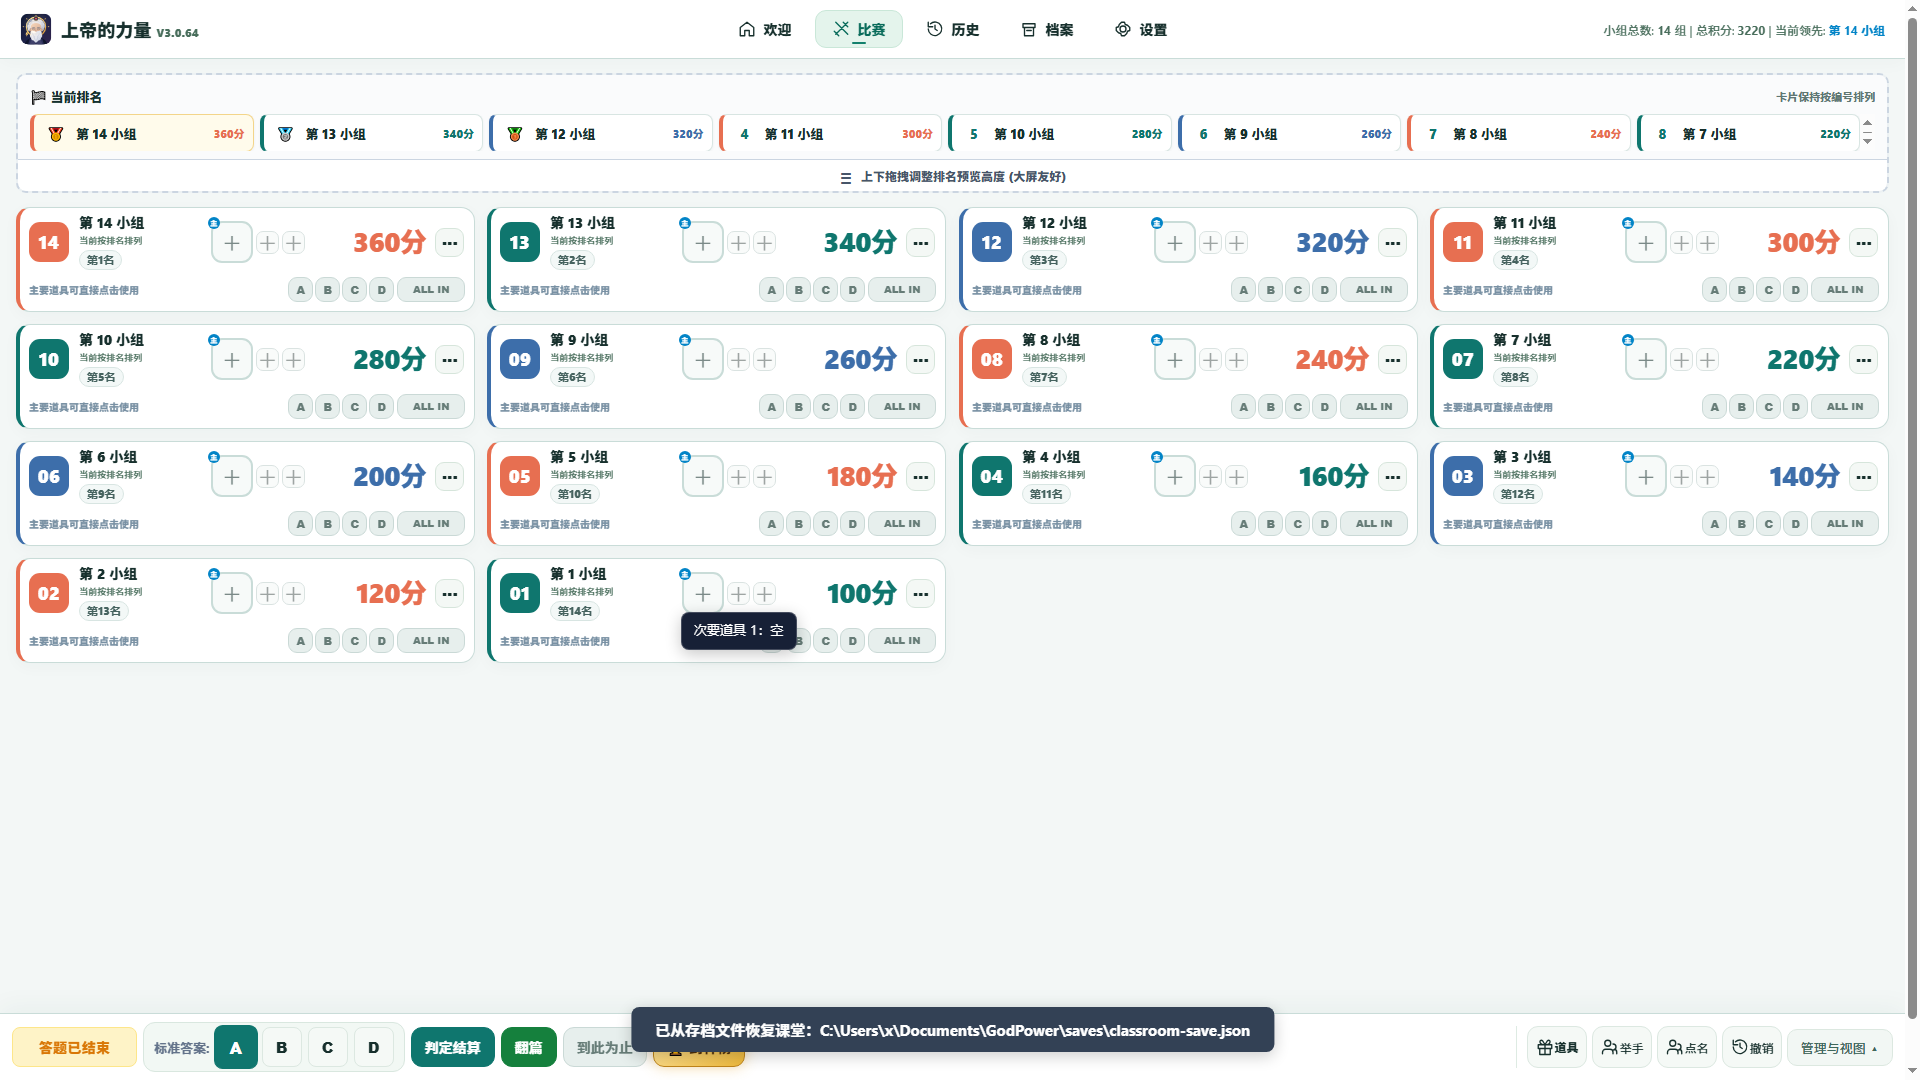 上帝的力量 V3.0.64
欢迎
比赛
历史
档案
设置
小组总数: 14 组 | 总积分: 3220 | 当前领先: 第 14 小组
当前排名
卡片保持按编号排列
第 14 小组 360分
第 13 小组 340分
第 12 小组 320分
4 第 11 小组 300分
5 第 10 小组 280分
6 第 9 小组 260分
7 第 8 小组 240分
8 第 7 小组 220分
上下拖拽调整排名预览高度 (大屏友好)
14 第 14 小组 当前按排名排列 第1名 主 360分
主要道具可直接点击使用 A B C D ALL IN
13 第 13 小组 当前按排名排列 第2名 主 340分
主要道具可直接点击使用 A B C D ALL IN
12 第 12 小组 当前按排名排列 第3名 主 320分
主要道具可直接点击使用 A B C D ALL IN
11 第 11 小组 当前按排名排列 第4名 主 300分
主要道具可直接点击使用 A B C D ALL IN
10 第 10 小组 当前按排名排列 第5名 主 280分
主要道具可直接点击使用 A B C D ALL IN
09 第 9 小组 当前按排名排列 第6名 主 260分
主要道具可直接点击使用 A B C D ALL IN
08 第 8 小组 当前按排名排列 第7名 主 240分
主要道具可直接点击使用 A B C D ALL IN
07 第 7 小组 当前按排名排列 第8名 主 220分
主要道具可直接点击使用 A B C D ALL IN
06 第 6 小组 当前按排名排列 第9名 主 200分
主要道具可直接点击使用 A B C D ALL IN
05 第 5 小组 当前按排名排列 第10名 主 180分
主要道具可直接点击使用 A B C D ALL IN
04 第 4 小组 当前按排名排列 第11名 主 160分
主要道具可直接点击使用 A B C D ALL IN
03 第 3 小组 当前按排名排列 第12名 主 140分
主要道具可直接点击使用 A B C D ALL IN
02 第 2 小组 当前按排名排列 第13名 主 120分
主要道具可直接点击使用 A B C D ALL IN
01 第 1 小组 当前按排名排列 第14名 主 100分
次要道具 1：空
主要道具可直接点击使用 B C D ALL IN
已从存档文件恢复课堂：C:\Users\x\Documents\GodPower\saves\classroom-save.json
答题已结束
标准答案: A B C D
判定结算
翻篇
到此为止
道具
举手
点名
撤销
管理与视图